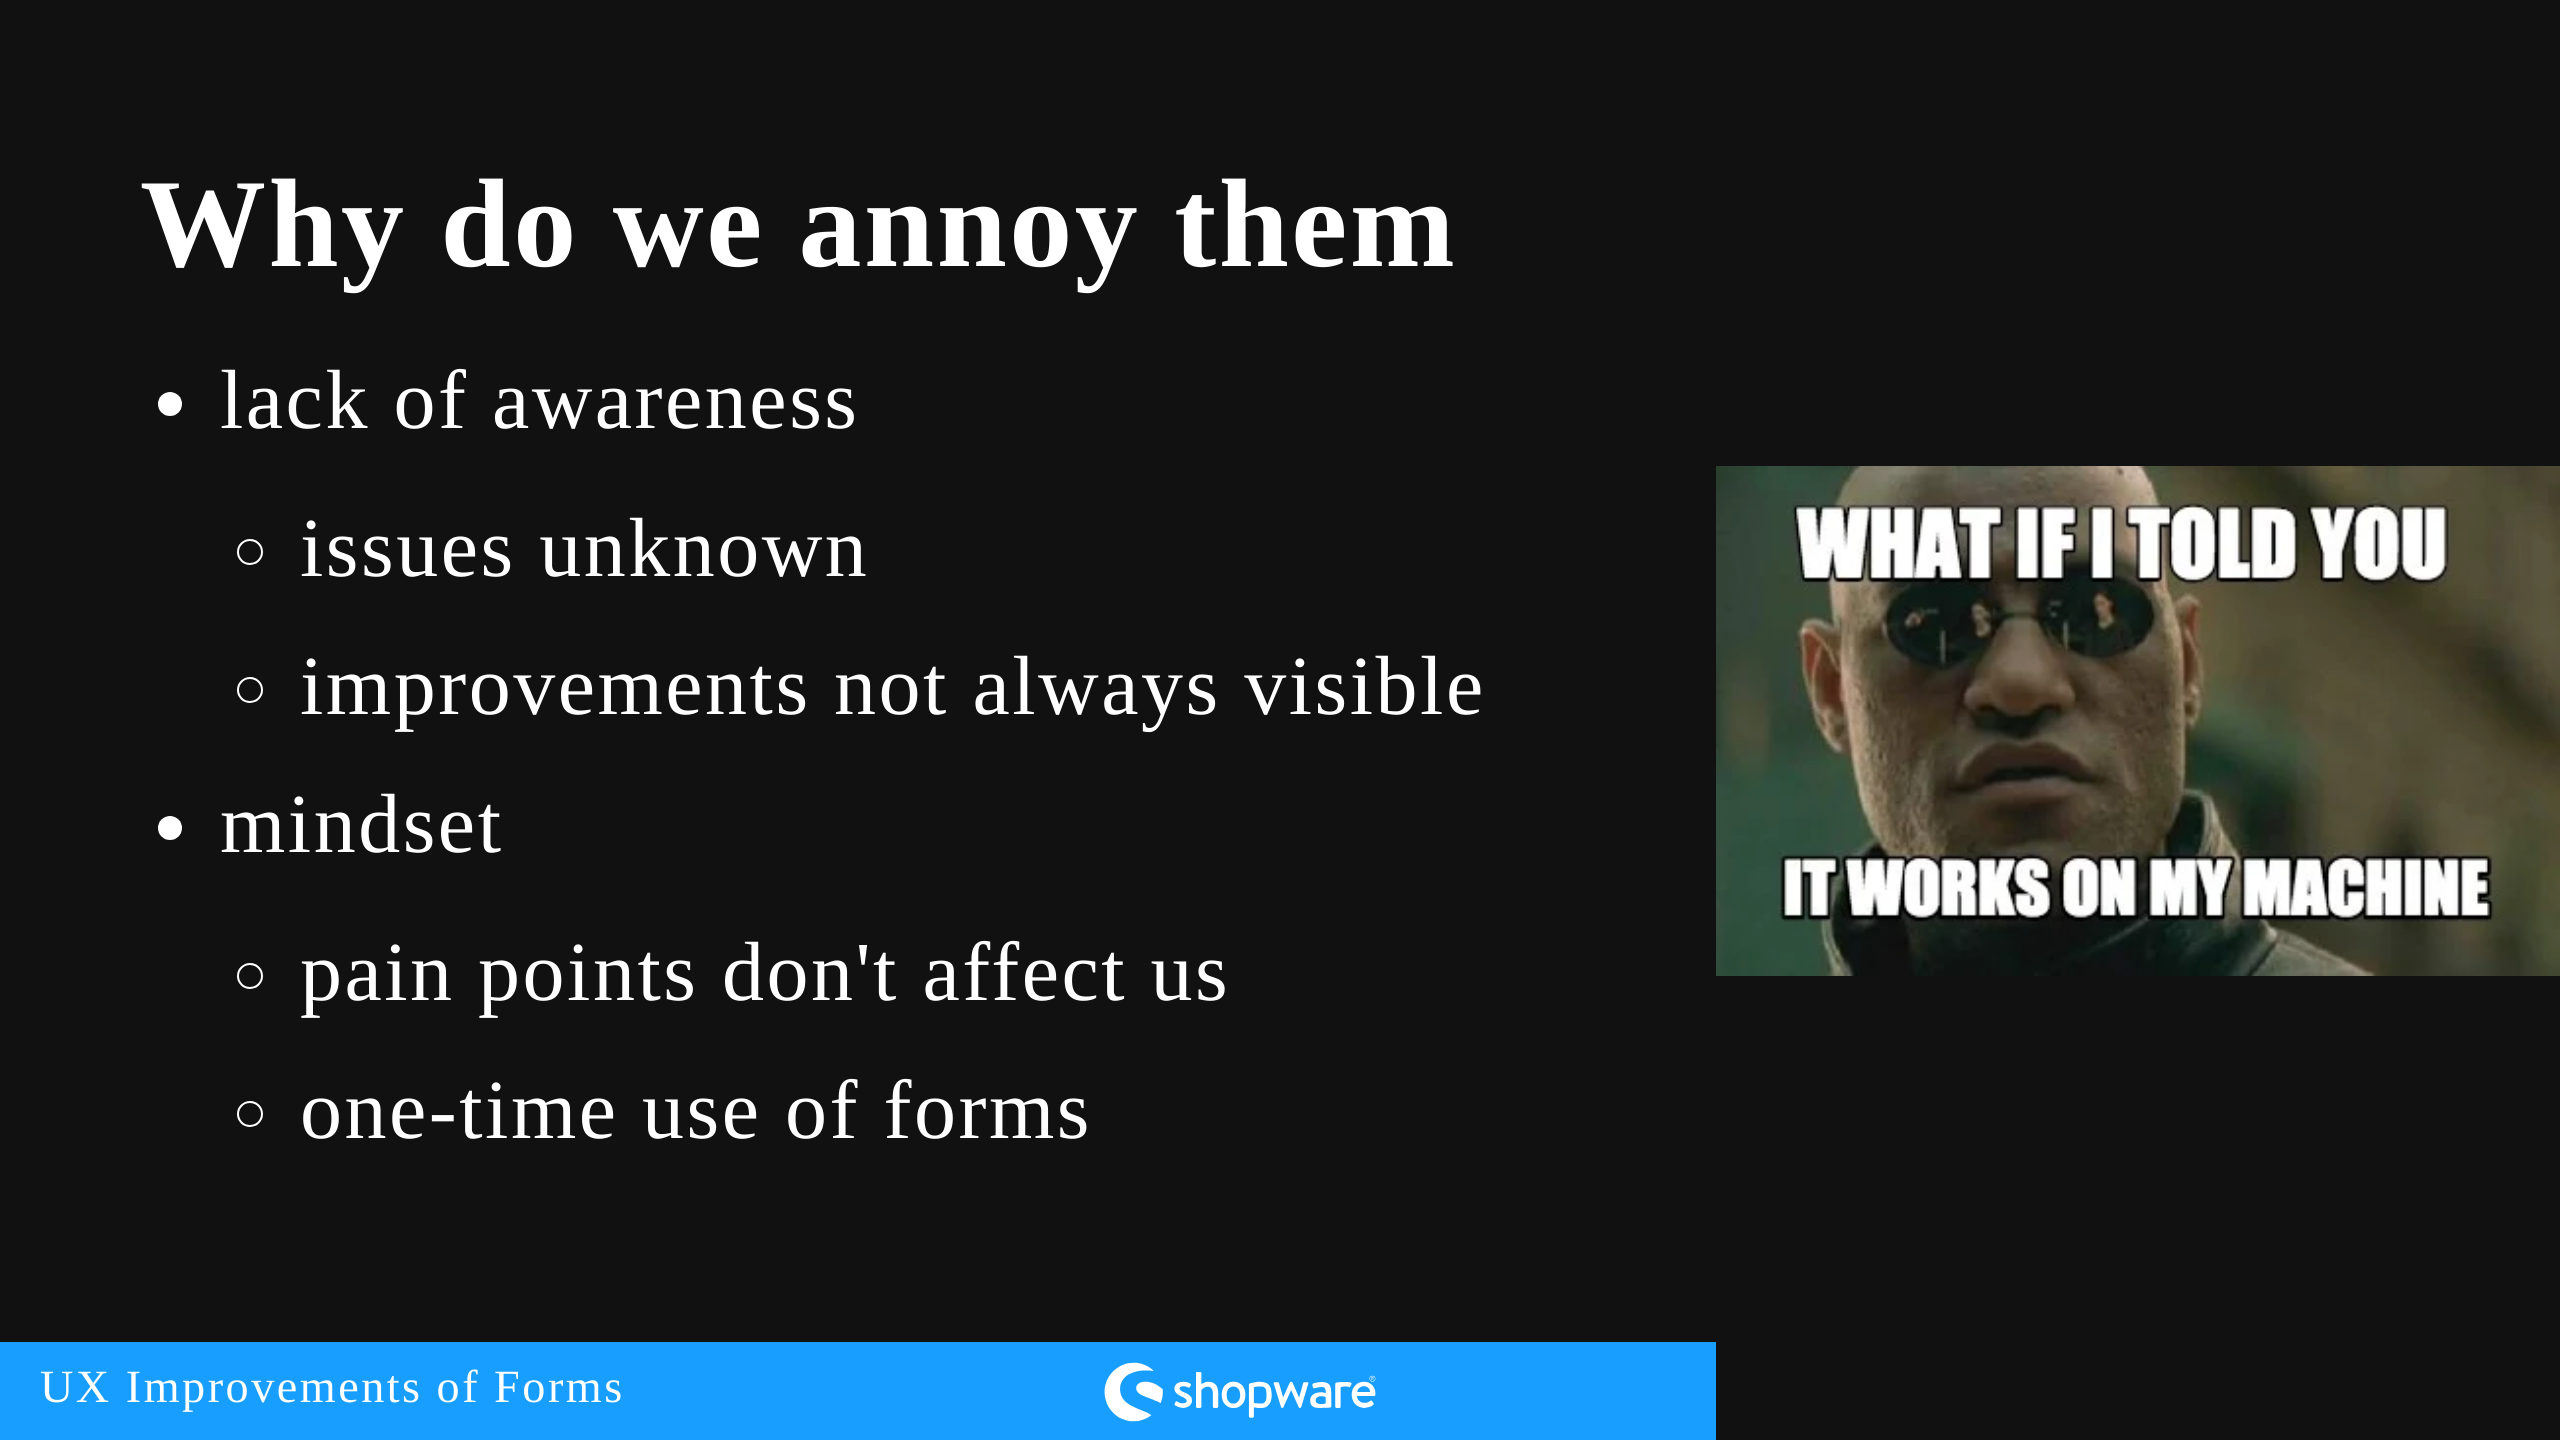 Why do we annoy them
lack of awareness
issues unknown
improvements not always visible
mindset
pain points don't affect us
one-time use of forms
WHAT IF I TOLD YOU
IT WORKS ON MY MACHINE
UX Improvements of Forms
shopware®